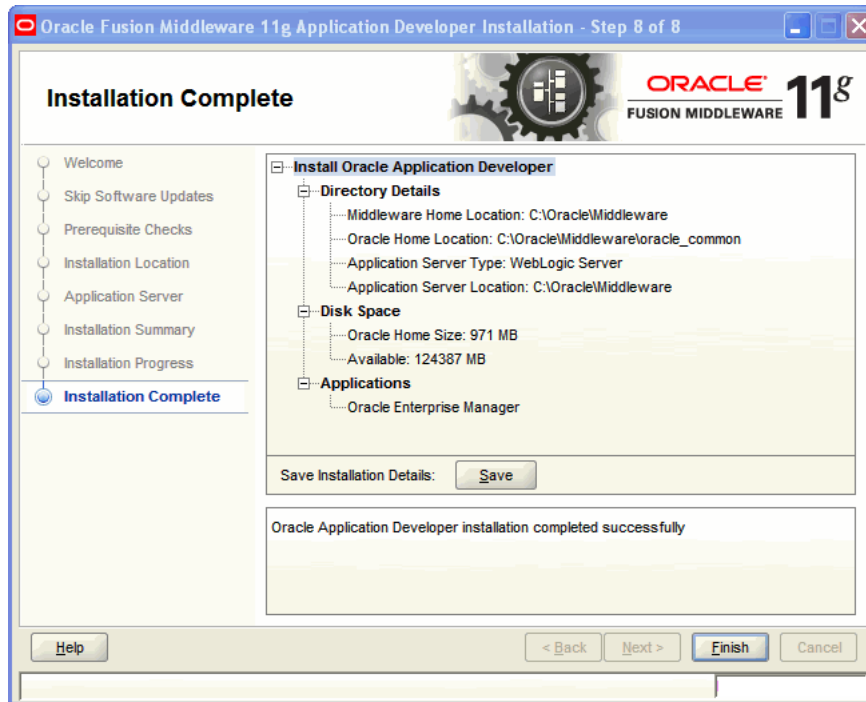 Oracle Fusion Middleware 11g Application Developer Installation - Step 8 of 8
Installation Complete
ORACLE
FUSION MIDDLEWARE 11g
Welcome
Skip Software Updates
Prerequisite Checks
Installation Location
Application Server
Installation Summary
Installation Progress
Installation Complete
Install Oracle Application Developer
Directory Details
Middleware Home Location: C:\Oracle\Middleware
Oracle Home Location: C:\Oracle\Middleware\oracle_common
Application Server Type: WebLogic Server
Application Server Location: C:\Oracle\Middleware
Disk Space
Oracle Home Size: 971 MB
Available: 124387 MB
Applications
Oracle Enterprise Manager
Save Installation Details: Save
Oracle Application Developer installation completed successfully
Help < Back Next > Finish Cancel